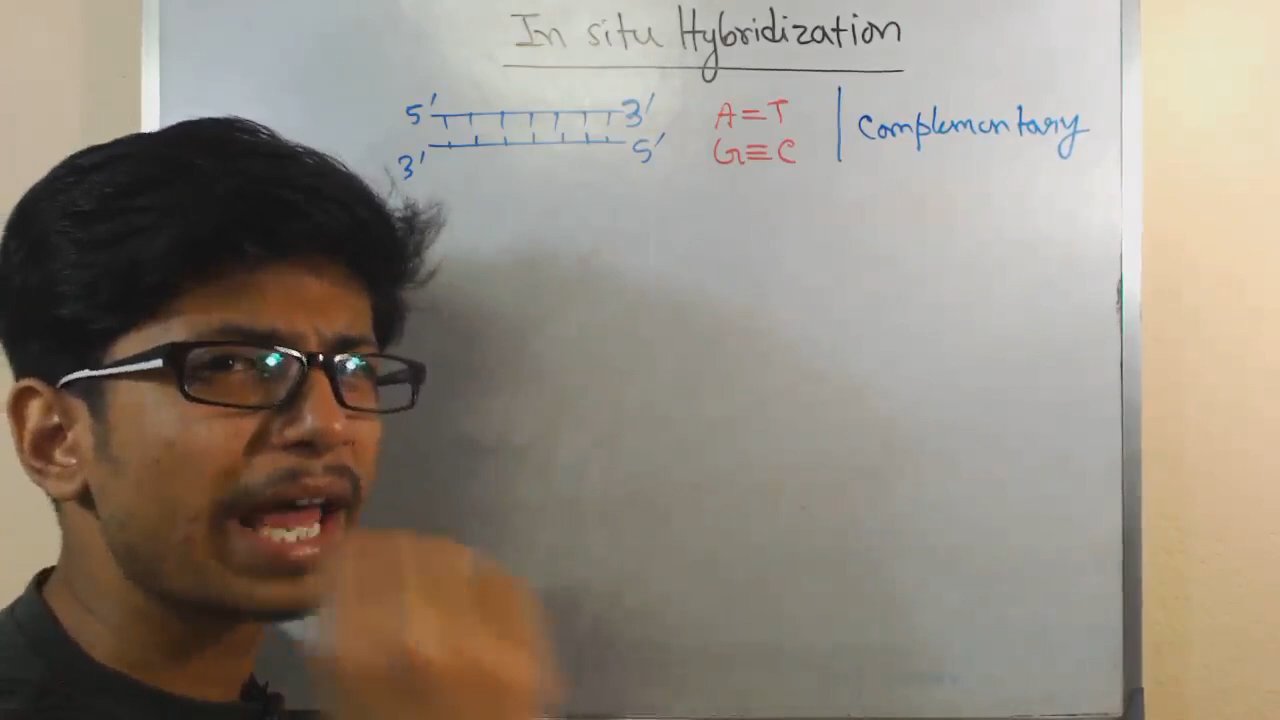 In situ Hybridization
5' 3' A=T Complementary
3' 5' G≡C